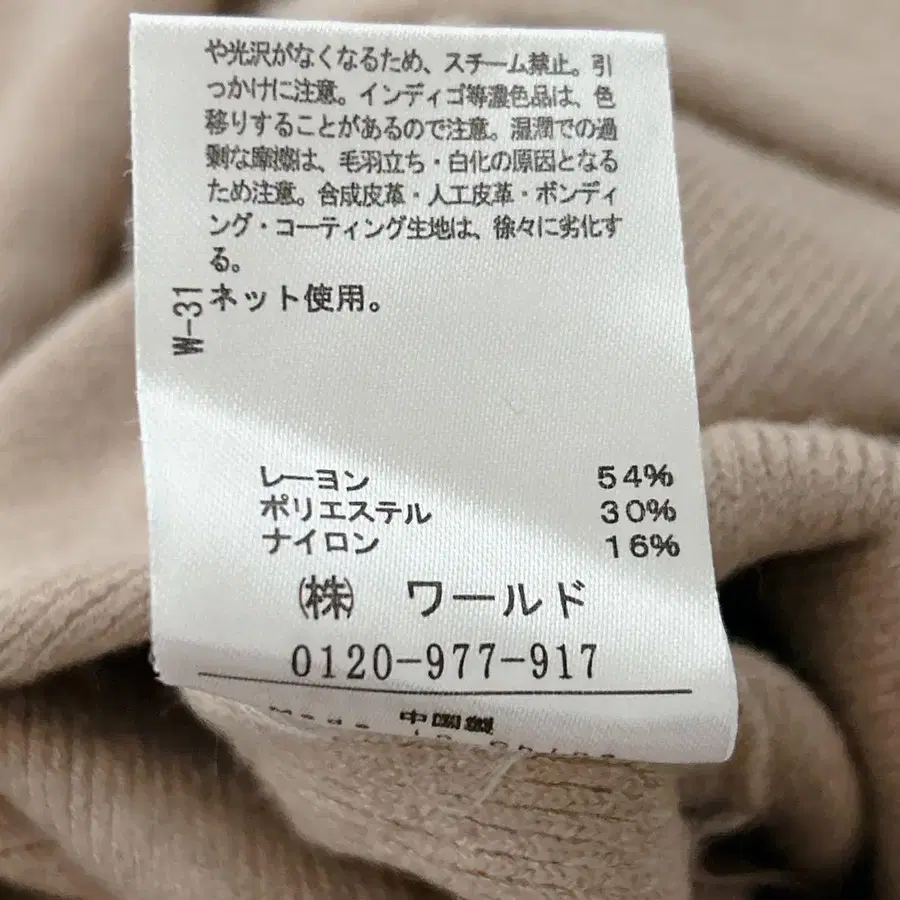 や光沢がなくなるため、スチーム禁止。引
っかけに注意。インディゴ等濃色品は、色
移りすることがあるので注意。湿潤での過
剰な摩擦は、毛羽立ち・白化の原因となる
ため注意。合成皮革・人工皮革・ボンディ
ング・コーティング生地は、徐々に劣化す
る。
ネット使用。
W-31
レーヨン 54%
ポリエステル 30%
ナイロン 16%
㈱ ワールド
0120-977-917
中国製